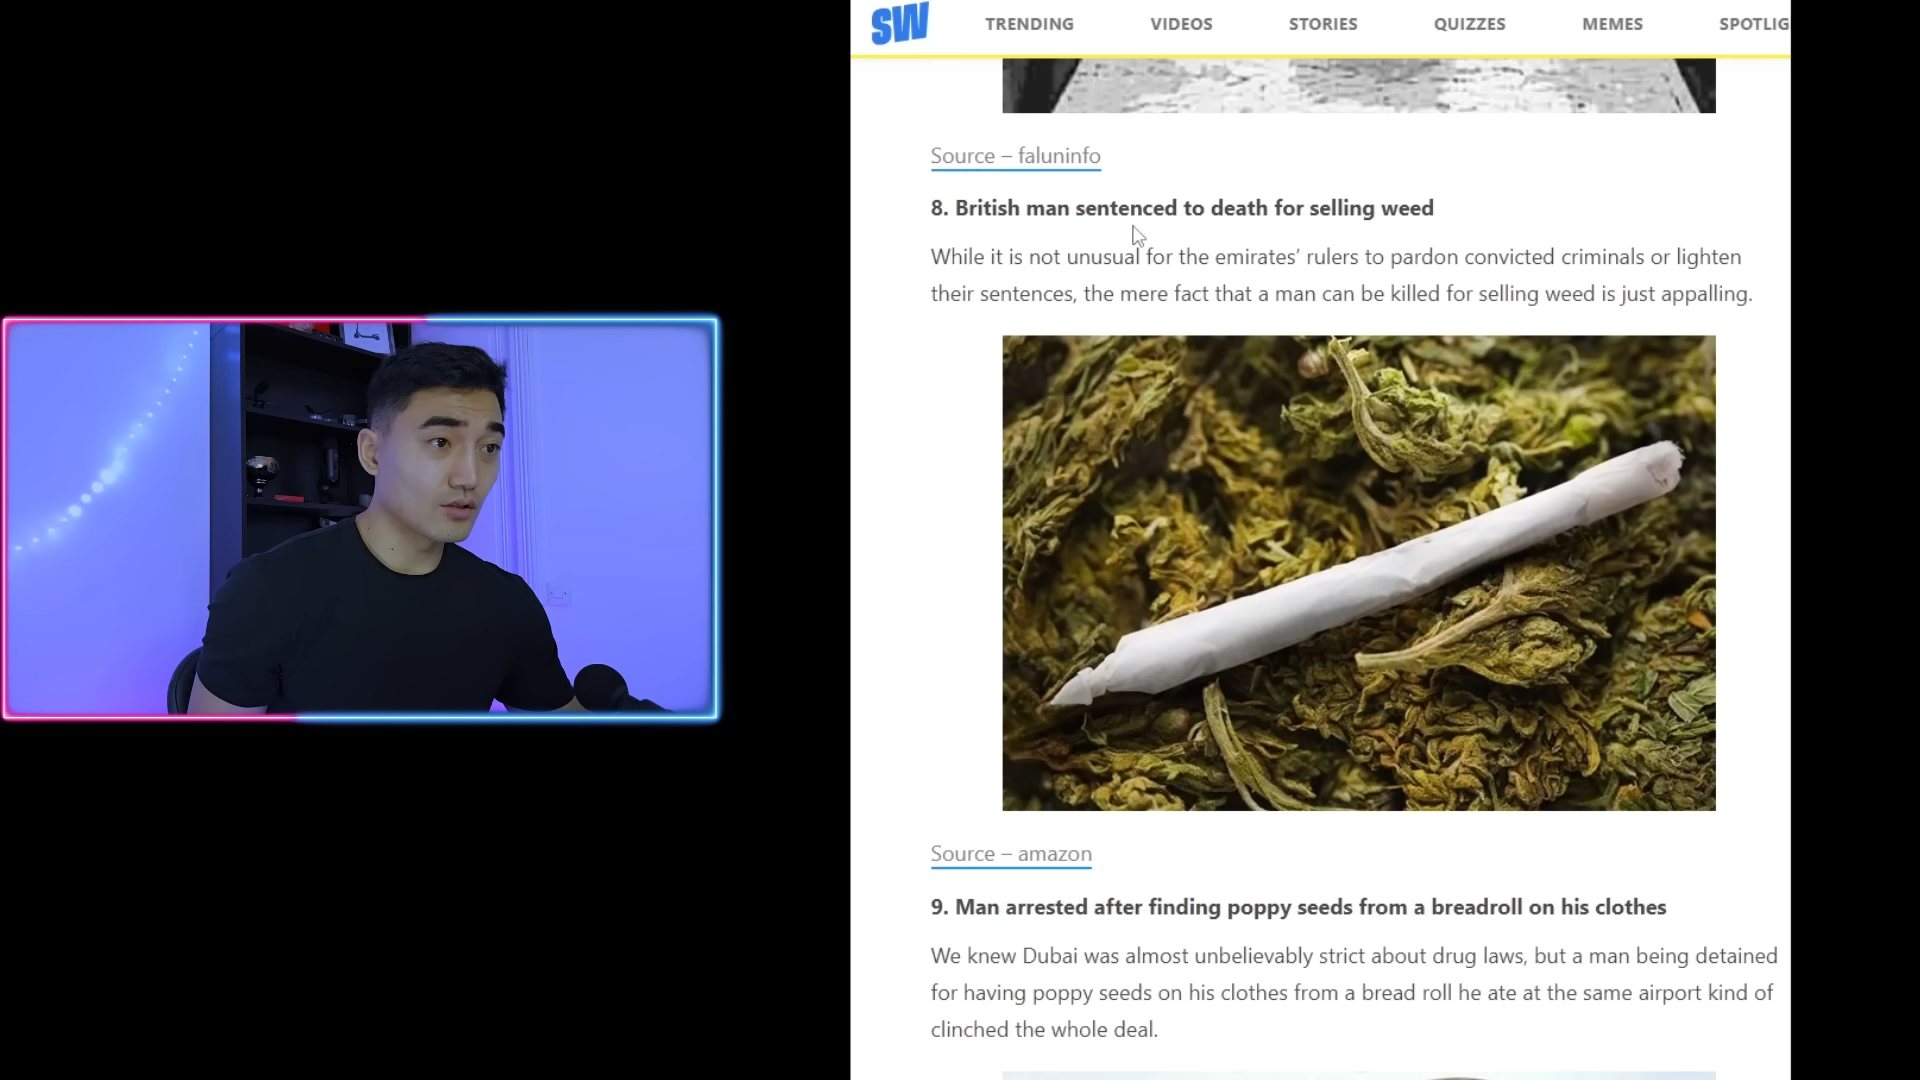 SW TRENDING VIDEOS STORIES QUIZZES MEMES SPOTLIG
Source – faluninfo
8. British man sentenced to death for selling weed
While it is not unusual for the emirates’ rulers to pardon convicted criminals or lighten
their sentences, the mere fact that a man can be killed for selling weed is just appalling.
Source – amazon
9. Man arrested after finding poppy seeds from a breadroll on his clothes
We knew Dubai was almost unbelievably strict about drug laws, but a man being detained
for having poppy seeds on his clothes from a bread roll he ate at the same airport kind of
clinched the whole deal.